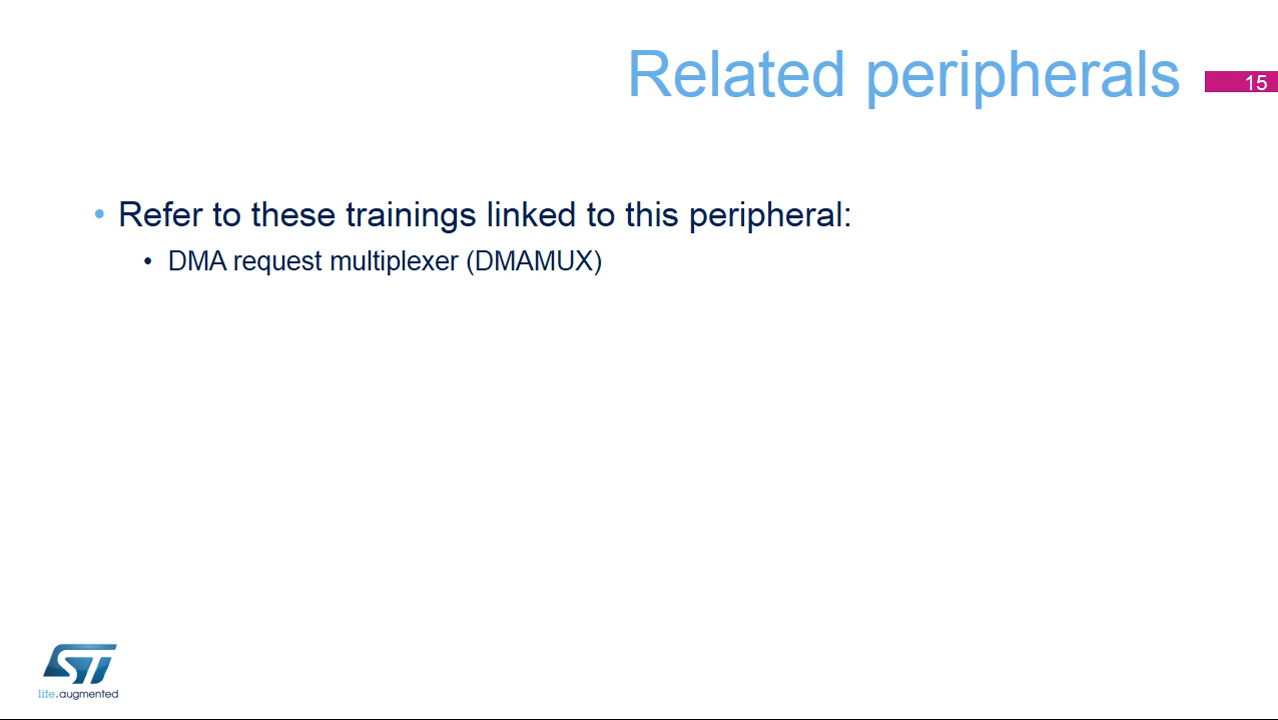 Related peripherals
15
• Refer to these trainings linked to this peripheral:
• DMA request multiplexer (DMAMUX)
ST
life.augmented